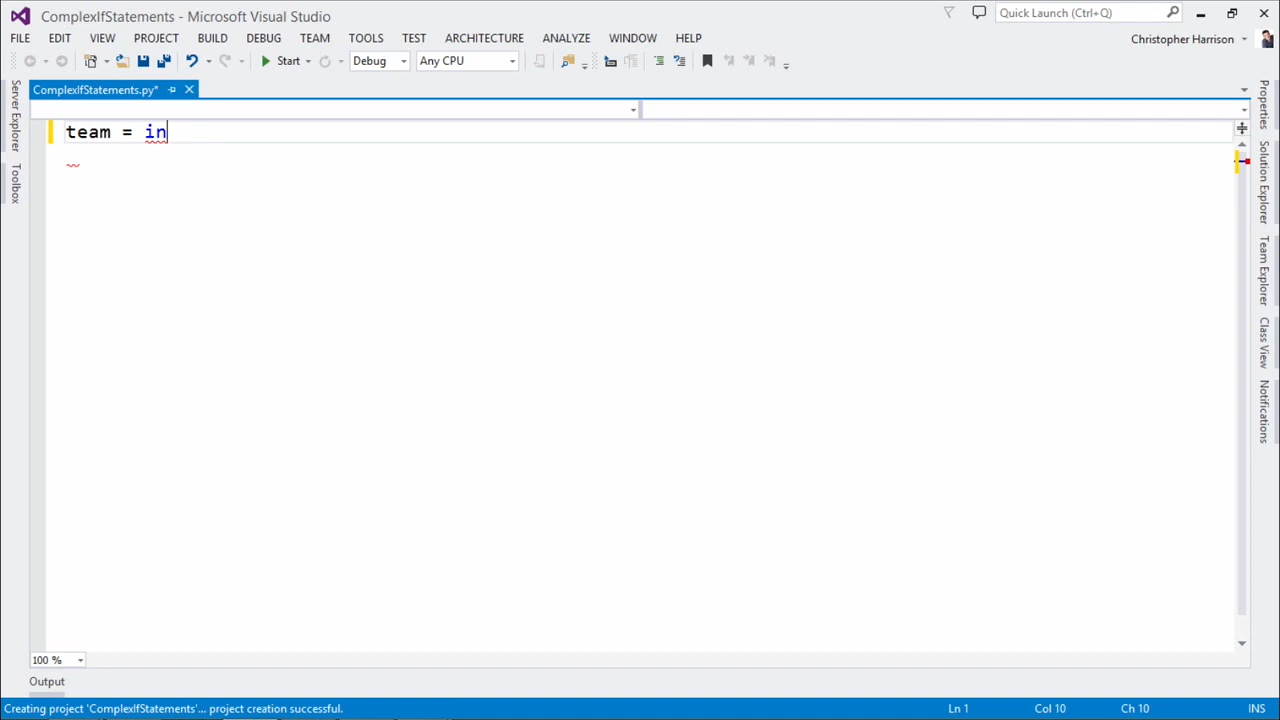 ComplexIfStatements - Microsoft Visual Studio
Quick Launch (Ctrl+Q)
FILE EDIT VIEW PROJECT BUILD DEBUG TEAM TOOLS TEST ARCHITECTURE ANALYZE WINDOW HELP
Christopher Harrison
Start Debug Any CPU
ComplexIfStatements.py*
team = in
Server Explorer
Toolbox
Properties
Solution Explorer
Team Explorer
Class View
Notifications
100 %
Output
Creating project 'ComplexIfStatements'... project creation successful. Ln 1 Col 10 Ch 10 INS